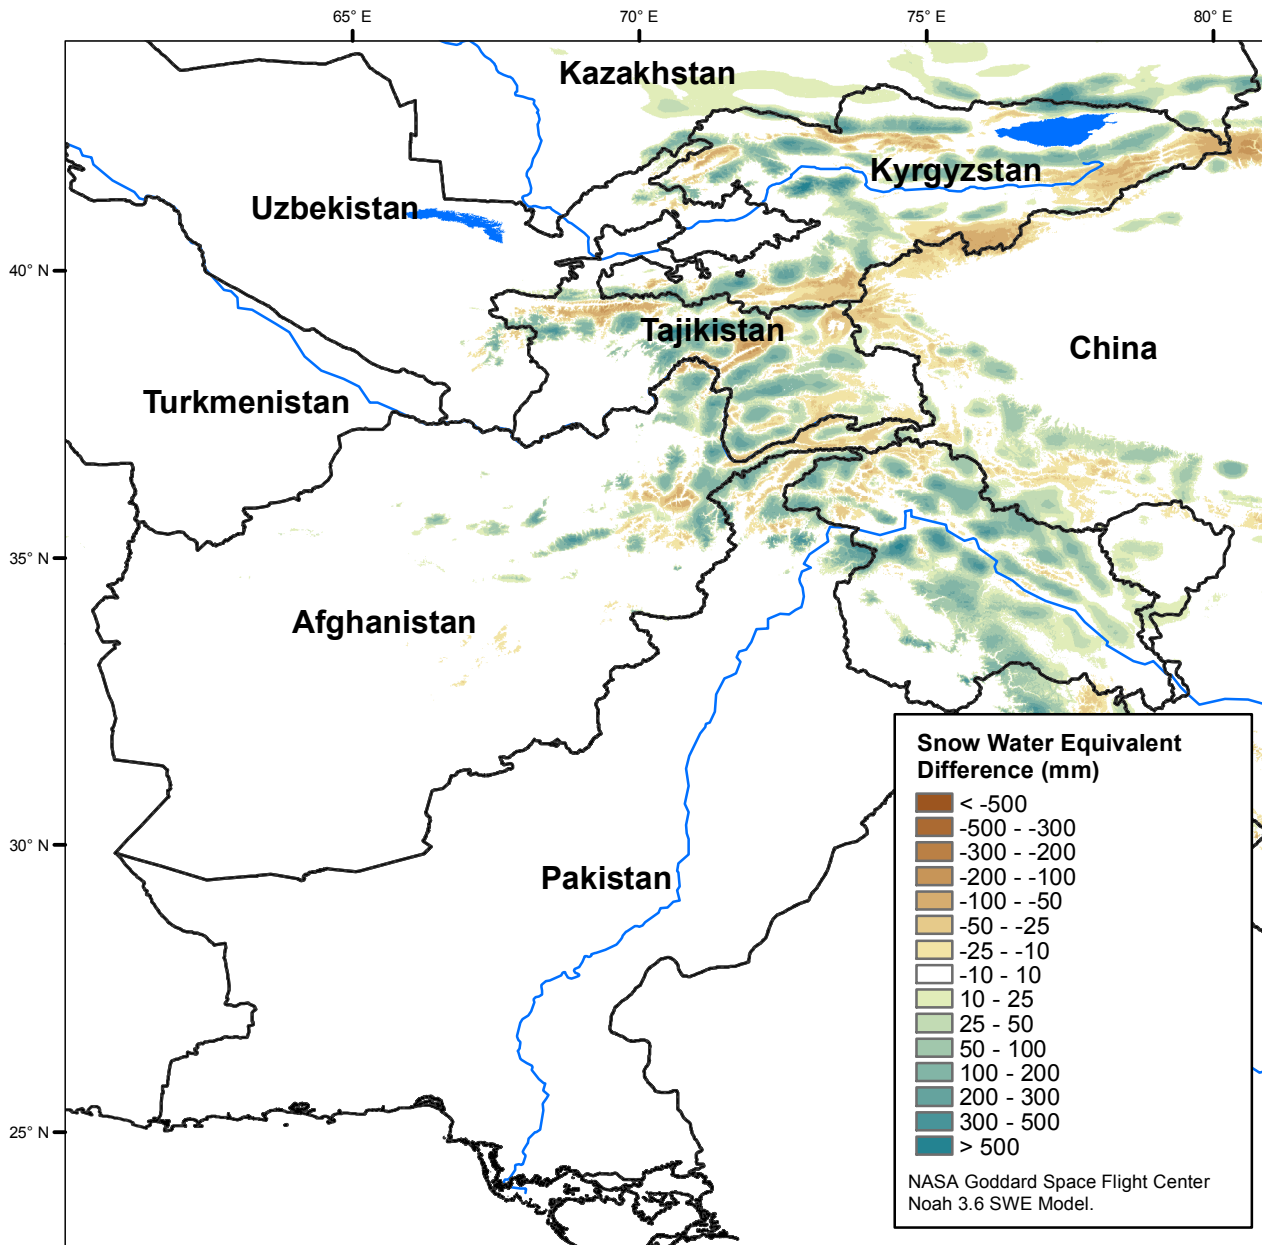 65° E
70° E
75° E
80° E
Kazakhstan
Kyrgyzstan
Uzbekistan
40° N
Tajikistan
China
Turkmenistan
35° N
Afghanistan
Snow Water Equivalent
Difference (mm)
< -500
-500 - -300
-300 - -200
-200 - -100
-100 - -50
-50 - -25
-25 - -10
-10 - 10
10 - 25
25 - 50
50 - 100
100 - 200
200 - 300
300 - 500
> 500
NASA Goddard Space Flight Center
Noah 3.6 SWE Model.
30° N
Pakistan
25° N